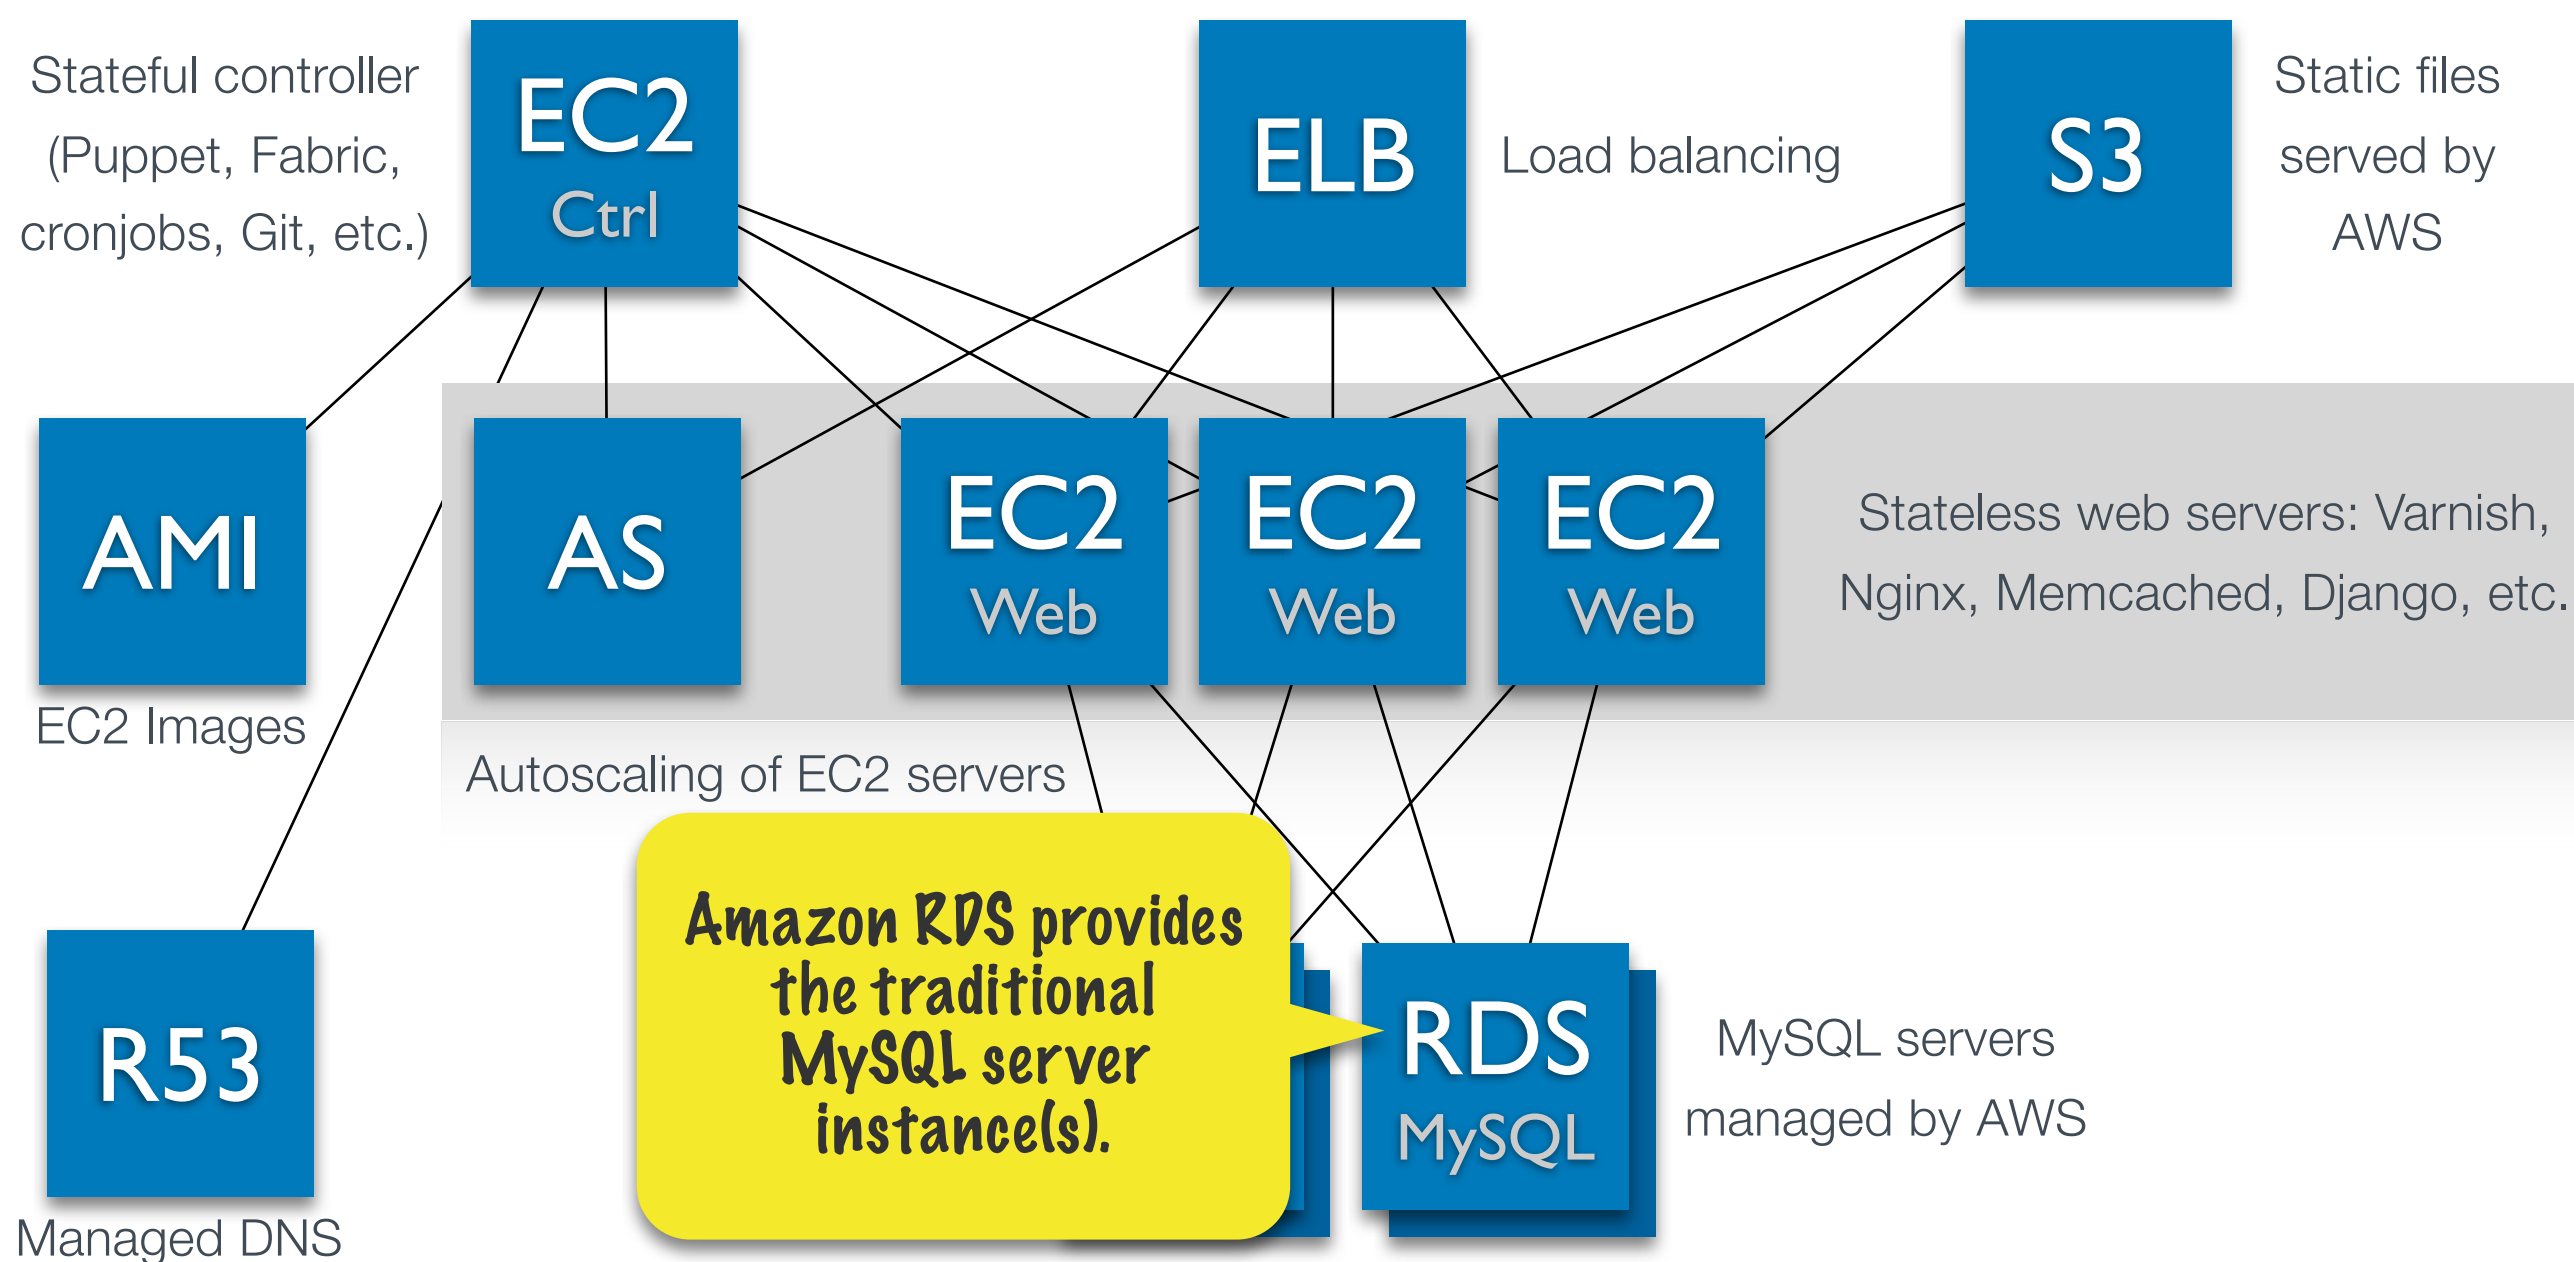 Stateful controller
(Puppet, Fabric,
cronjobs, Git, etc.)
EC2
Ctrl
ELB
Load balancing
S3
Static files
served by
AWS
AMI
EC2 Images
AS
EC2
Web
EC2
Web
EC2
Web
Stateless web servers: Varnish,
Nginx, Memcached, Django, etc.
Autoscaling of EC2 servers
Amazon RDS provides
the traditional
MySQL server
instance(s).
R53
Managed DNS
RDS
MySQL
MySQL servers
managed by AWS